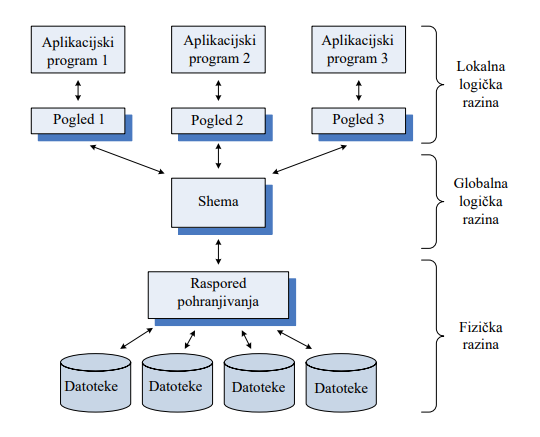 Aplikacijski
program 1
Aplikacijski
program 2
Aplikacijski
program 3
Lokalna
logička
razina
Pogled 1
Pogled 2
Pogled 3
Shema
Globalna
logička
razina
Raspored
pohranjivanja
Fizička
razina
Datoteke
Datoteke
Datoteke
Datoteke